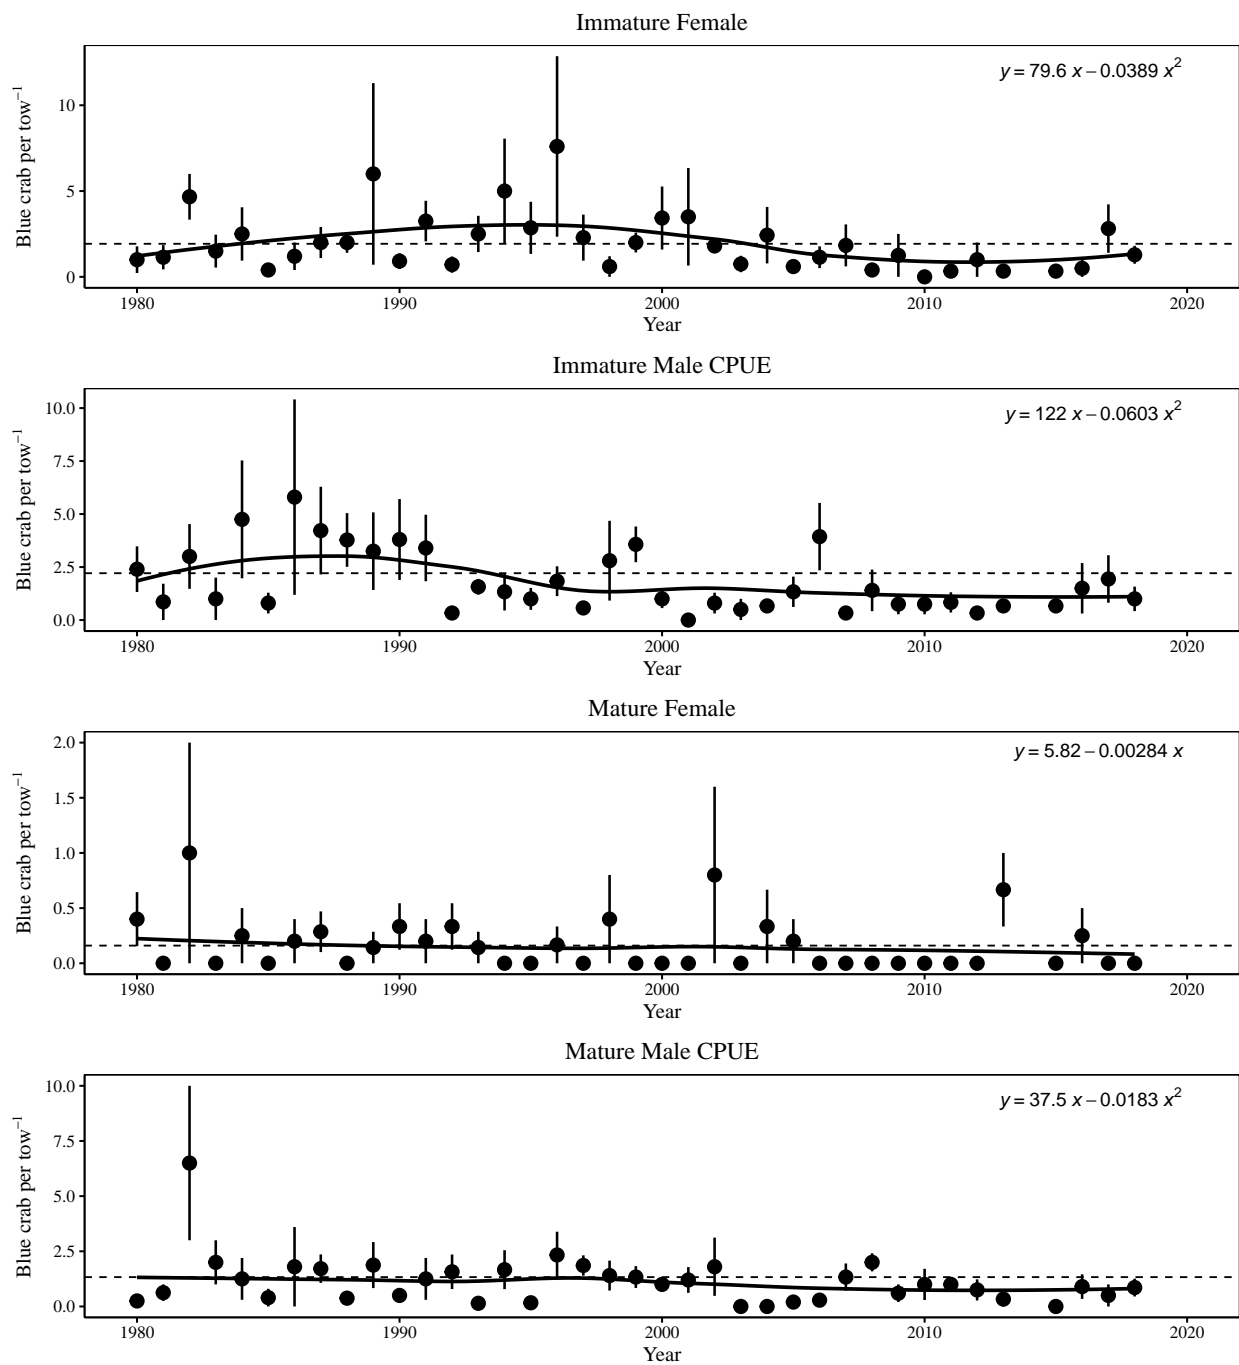 Immature Female
y = 79.6 x – 0.0389 x²
Blue crab per tow⁻¹
10
5
0
1980 1990 2000 2010 2020
Year
Immature Male CPUE
y = 122 x – 0.0603 x²
Blue crab per tow⁻¹
10.0
7.5
5.0
2.5
0.0
1980 1990 2000 2010 2020
Year
Mature Female
y = 5.82 – 0.00284 x
Blue crab per tow⁻¹
2.0
1.5
1.0
0.5
0.0
1980 1990 2000 2010 2020
Year
Mature Male CPUE
y = 37.5 x – 0.0183 x²
Blue crab per tow⁻¹
10.0
7.5
5.0
2.5
0.0
1980 1990 2000 2010 2020
Year